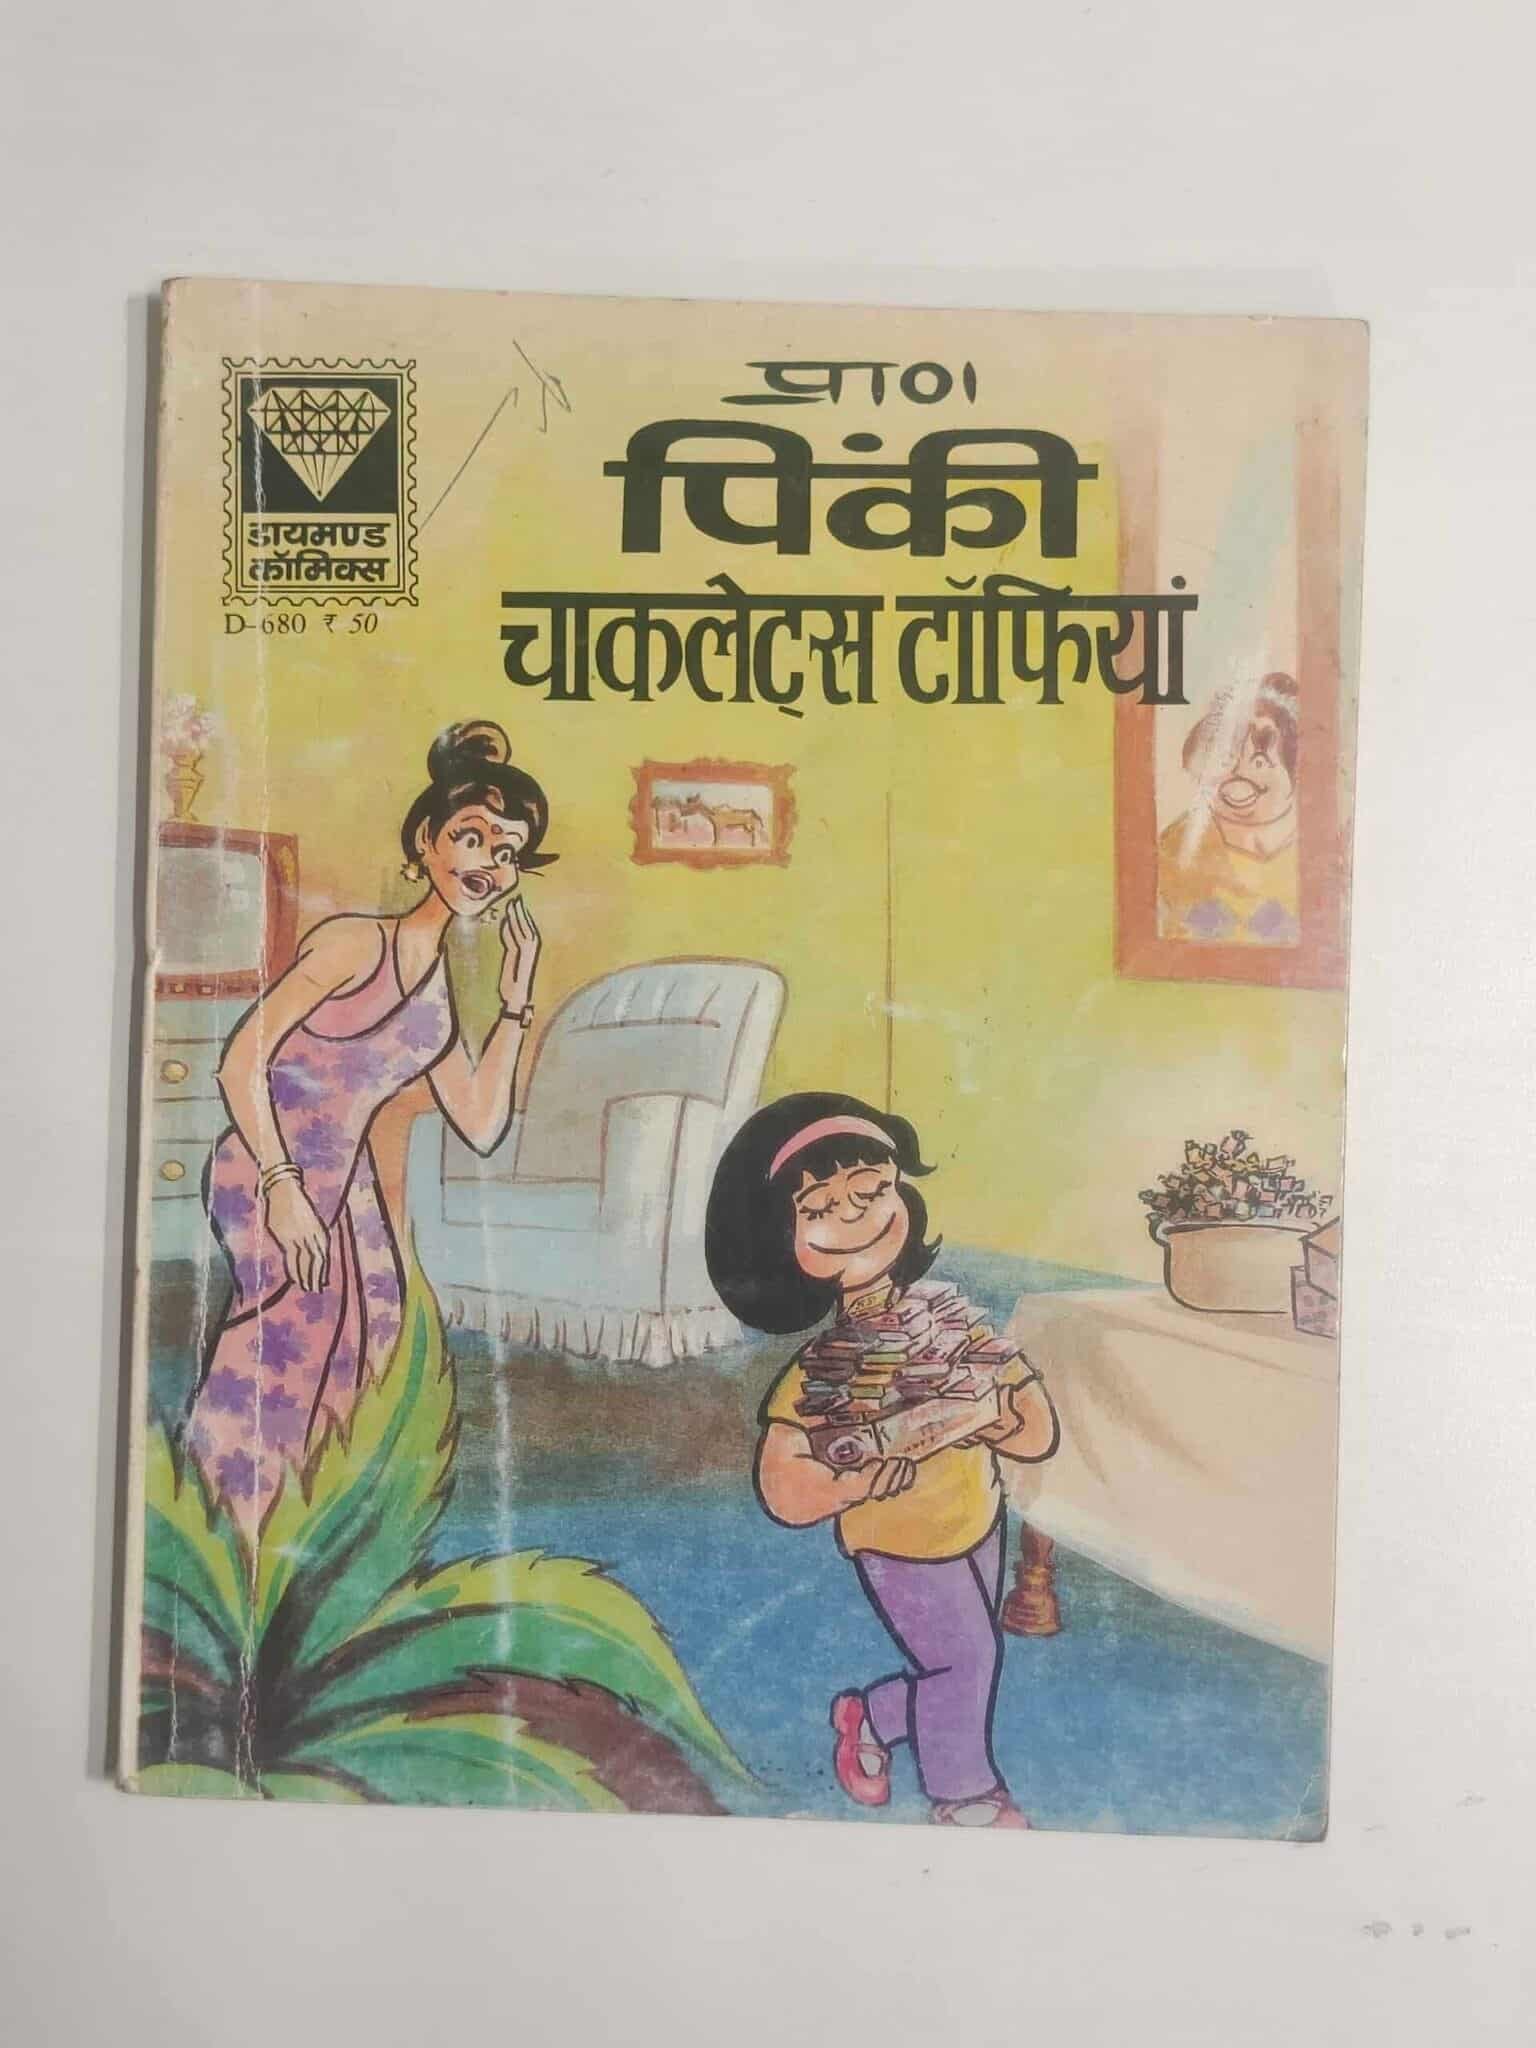 प्राण
पिंकी
चाकलेट्स टॉफियां
डायमण्ड
कॉमिक्स
D-680 ₹ 50